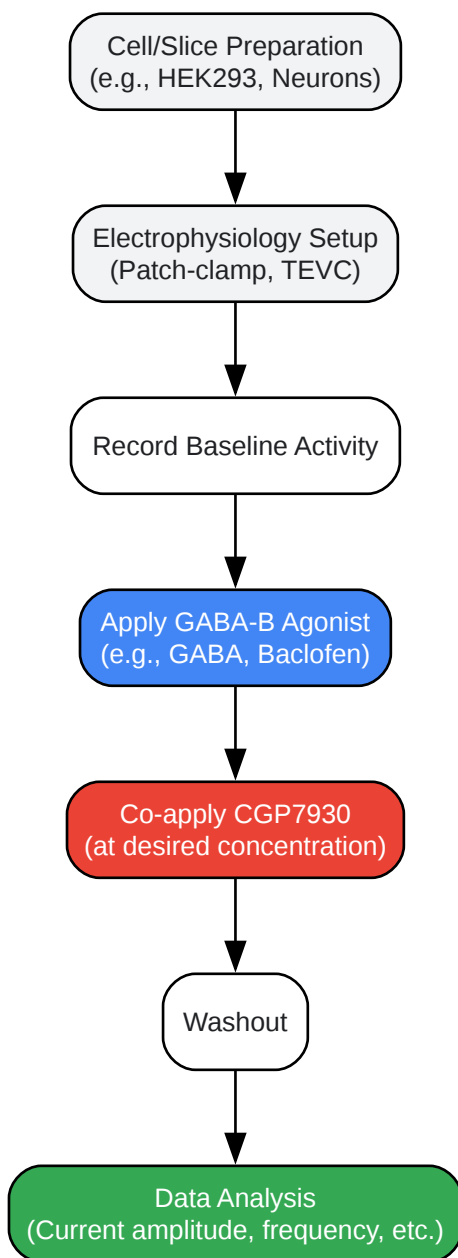 Cell/Slice Preparation
(e.g., HEK293, Neurons)
Electrophysiology Setup
(Patch-clamp, TEVC)
Record Baseline Activity
Apply GABA-B Agonist
(e.g., GABA, Baclofen)
Co-apply CGP7930
(at desired concentration)
Washout
Data Analysis
(Current amplitude, frequency, etc.)